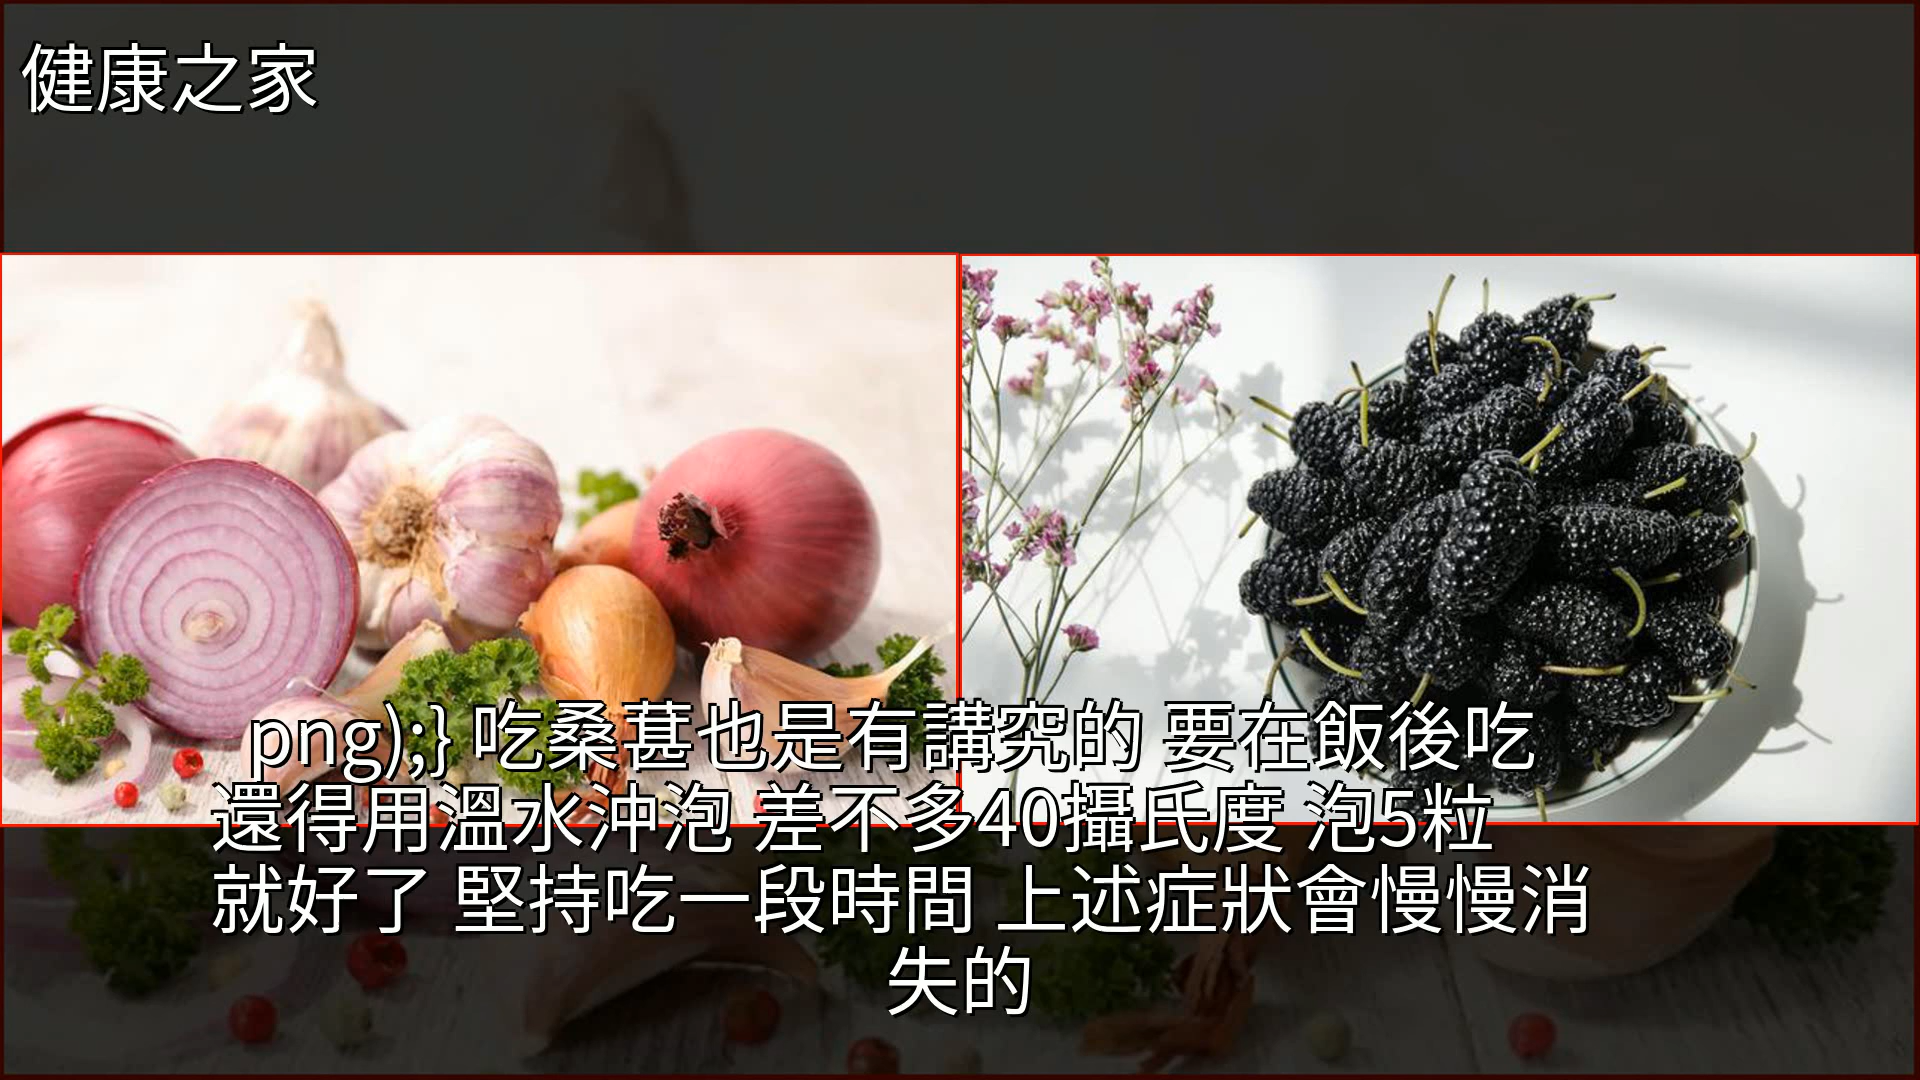 健康之家
png);} 吃桑葚也是有講究的 要在飯後吃
還得用溫水沖泡 差不多40攝氏度 泡5粒
就好了 堅持吃一段時間 上述症狀會慢慢消
失的